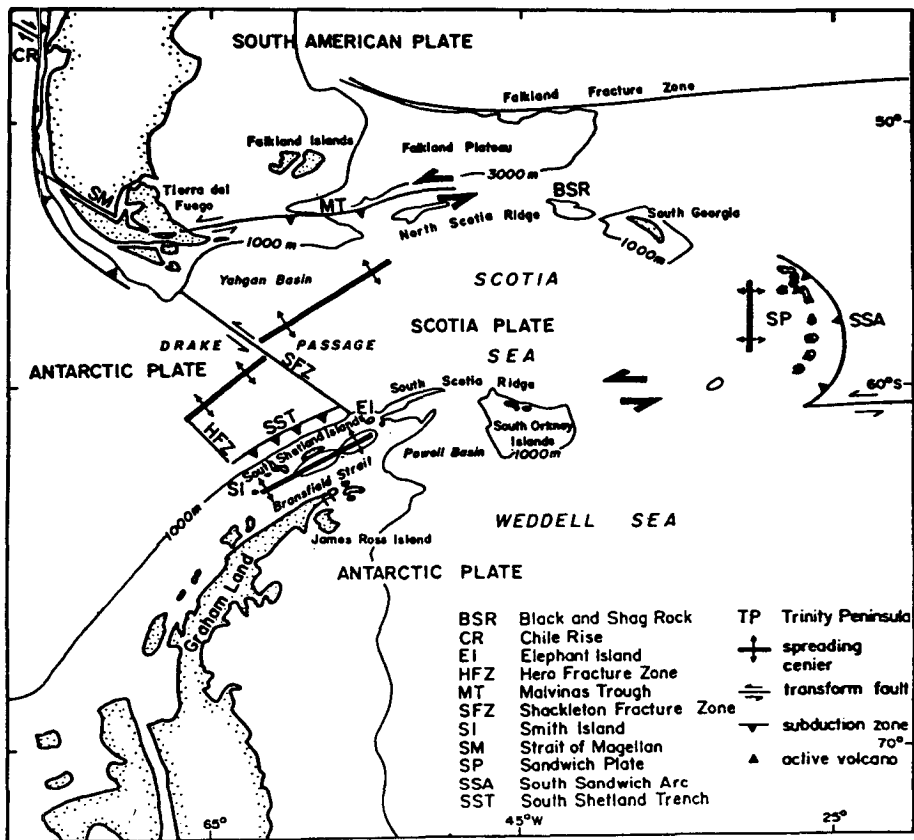 CR
SOUTH AMERICAN PLATE
Falkland Fracture Zone
50°
Falkland Islands
Falkland Plateau
3000m
SM
Tierra del
Fuego
MT
BSR
North Scotia Ridge
South Georgia
1000m
1000m
Yahgan Basin
SCOTIA
SP
SSA
DRAKE
PASSAGE
SCOTIA PLATE
SFZ
SEA
ANTARCTIC PLATE
60°S
South Scotia Ridge
EI
SST
HFZ
South Shetland Islands
South Orkney
Islands
1000m
Powell Basin
SI
Bransfield Strait
1000m
WEDDELL SEA
James Ross Island
ANTARCTIC PLATE
Graham Land
BSR Black and Shag Rock
CR Chile Rise
EI Elephant Island
HFZ Hero Fracture Zone
MT Malvinas Trough
SFZ Shackleton Fracture Zone
SI Smith Island
SM Strait of Magellan
SP Sandwich Plate
SSA South Sandwich Arc
SST South Shetland Trench
TP Trinity Peninsula
spreading
cenier
transform fault
subduction zone
70°
active volcano
65°
45°W
25°